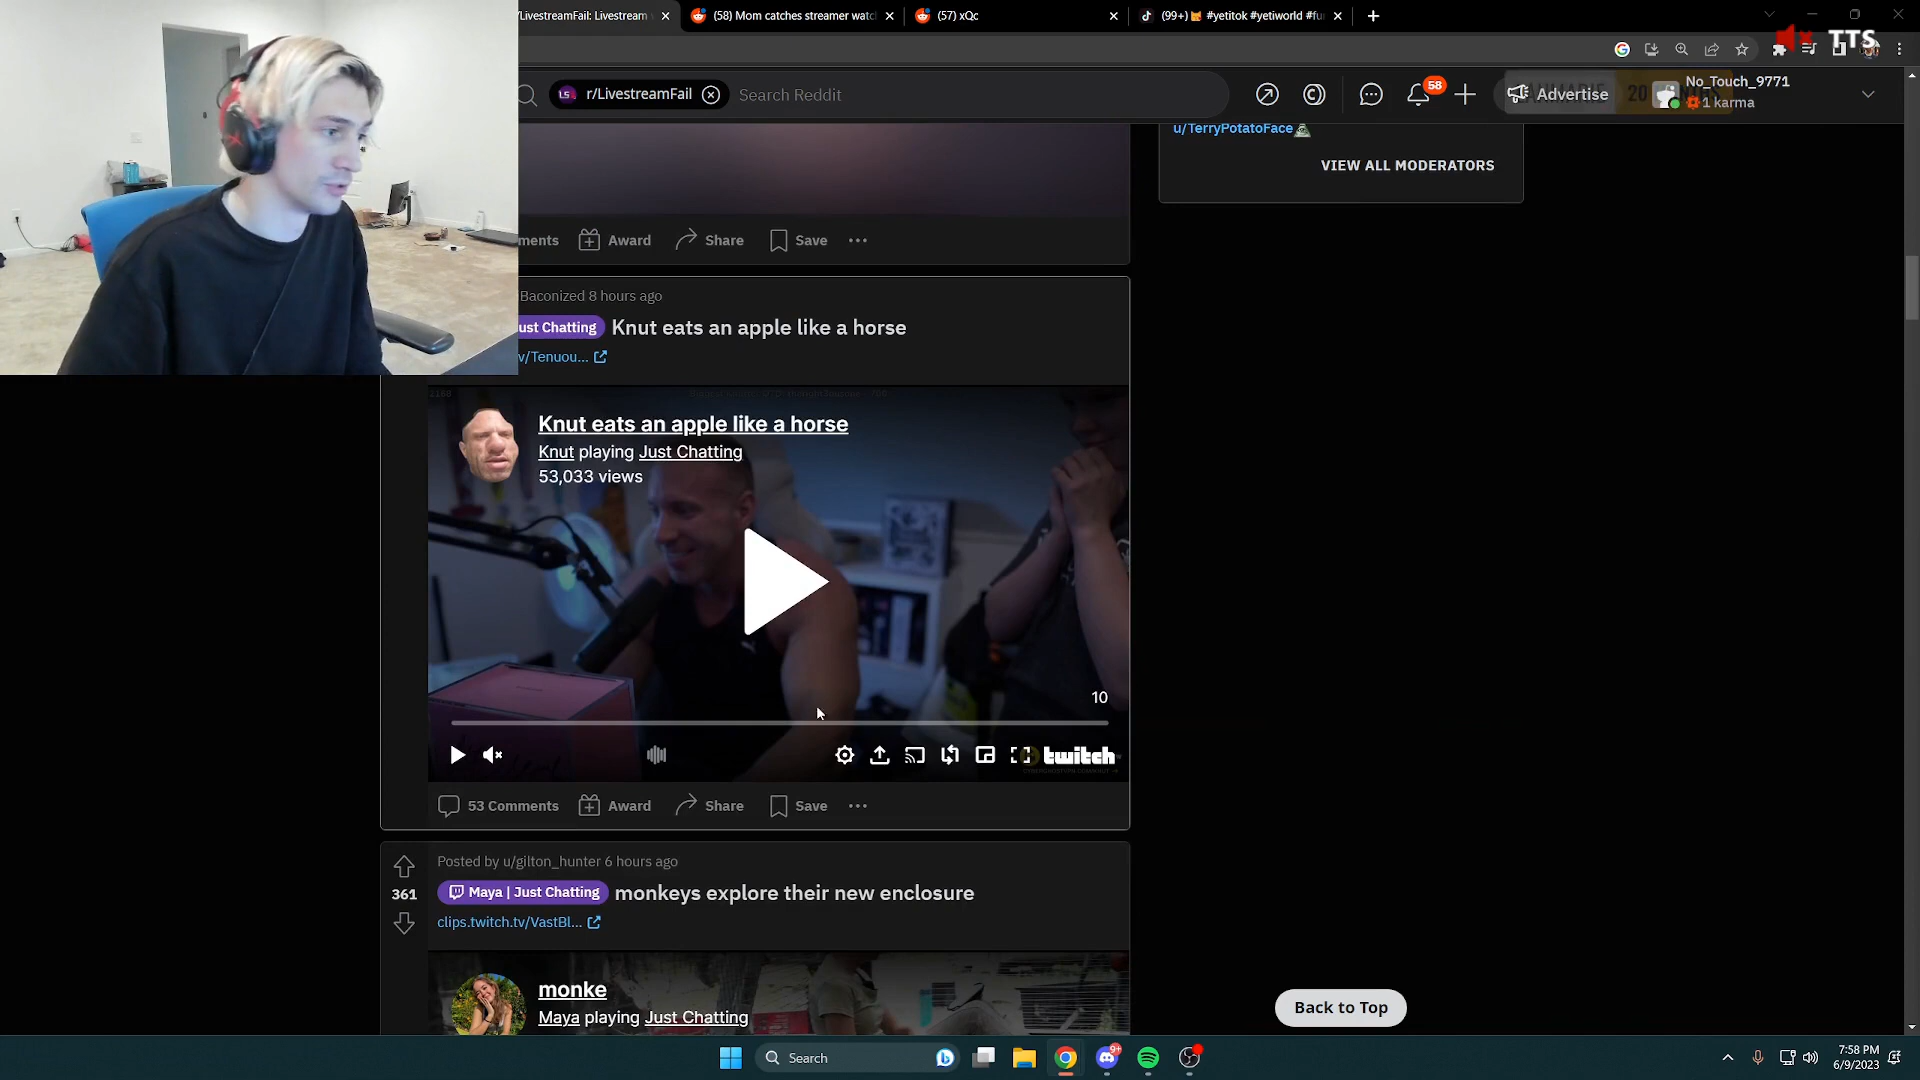 /LivestreamFail: Livestream
(58) Mom catches streamer watc
(57) xQc
(99+) #yetitok #yetiworld #fu
TTS
r/LivestreamFail
Search Reddit
58
Advertise
No_Touch_9771
1 karma
u/TerryPotatoFace
VIEW ALL MODERATORS
ments Award Share Save
Baconized 8 hours ago
ust Chatting Knut eats an apple like a horse
v/Tenuou...
Knut eats an apple like a horse
Knut playing Just Chatting
53,033 views
10
twitch
53 Comments Award Share Save
Posted by u/gilton_hunter 6 hours ago
361
Maya | Just Chatting monkeys explore their new enclosure
clips.twitch.tv/VastBl...
monke
Maya playing Just Chatting
Back to Top
Search
9+
7:58 PM
6/9/2023